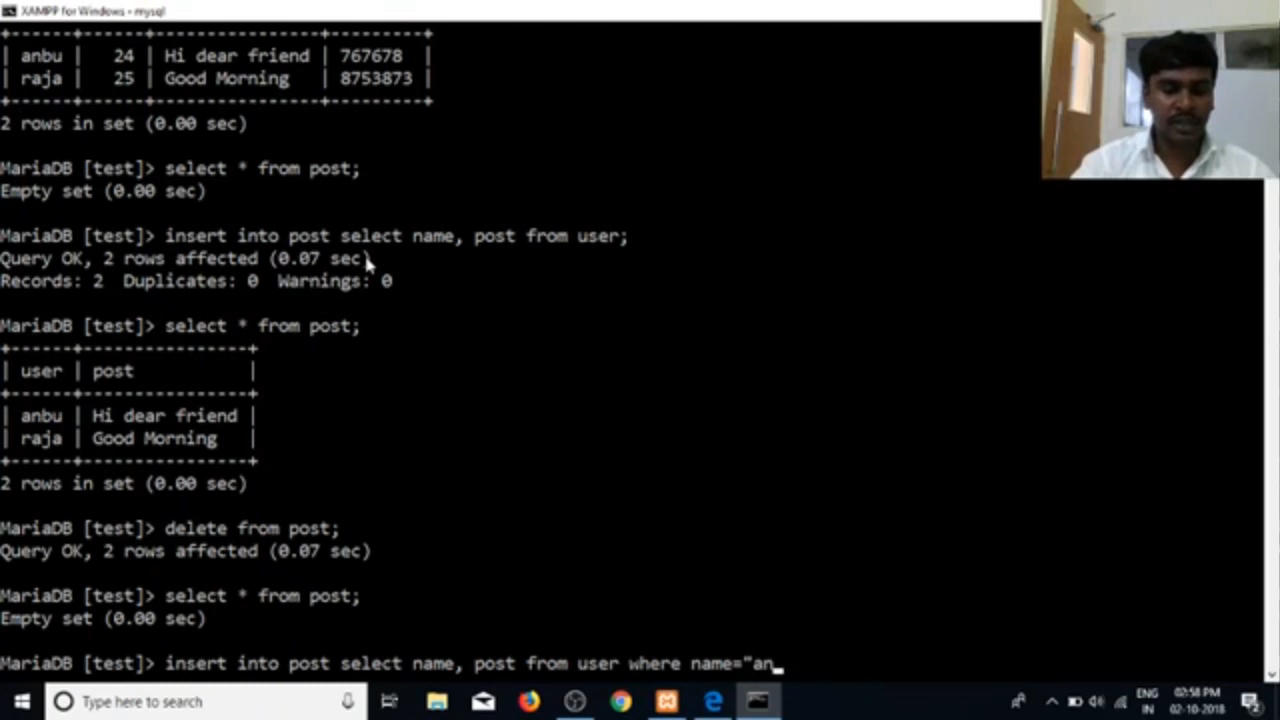 XAMPP for Windows - mysql
+------+------+----------------+---------+
| anbu |   24 | Hi dear friend | 767678  |
| raja |   25 | Good Morning   | 8753873 |
+------+------+----------------+---------+
2 rows in set (0.00 sec)
MariaDB [test]> select * from post;
Empty set (0.00 sec)
MariaDB [test]> insert into post select name, post from user;
Query OK, 2 rows affected (0.07 sec)
Records: 2  Duplicates: 0  Warnings: 0
MariaDB [test]> select * from post;
+------+----------------+
| user | post           |
+------+----------------+
| anbu | Hi dear friend |
| raja | Good Morning   |
+------+----------------+
2 rows in set (0.00 sec)
MariaDB [test]> delete from post;
Query OK, 2 rows affected (0.07 sec)
MariaDB [test]> select * from post;
Empty set (0.00 sec)
MariaDB [test]> insert into post select name, post from user where name="an_
Type here to search
ENG
IN
02:58 PM
02-10-2018
2